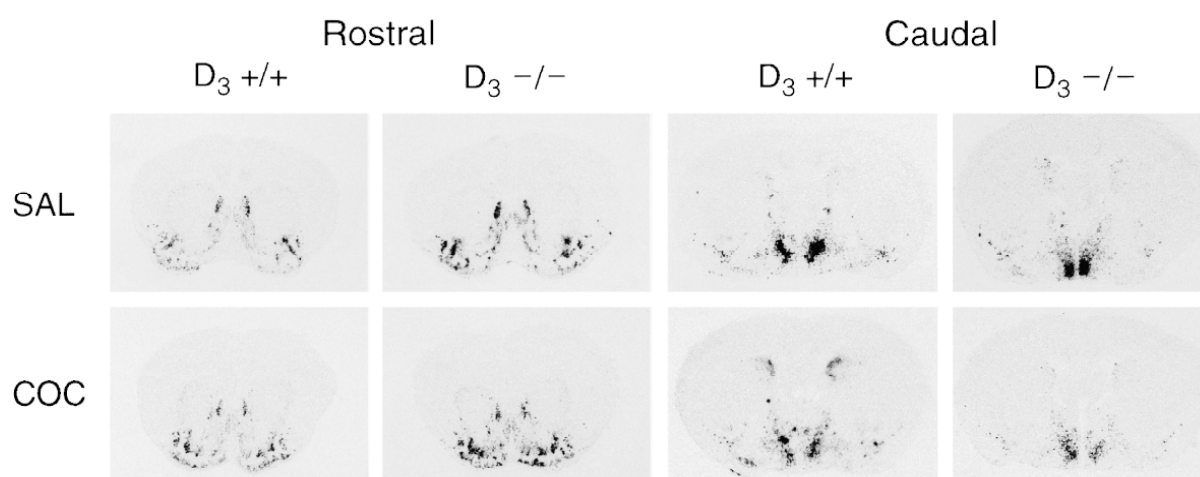 Rostral Caudal
D₃ +/+ D₃ −/− D₃ +/+ D₃ −/−
SAL
COC